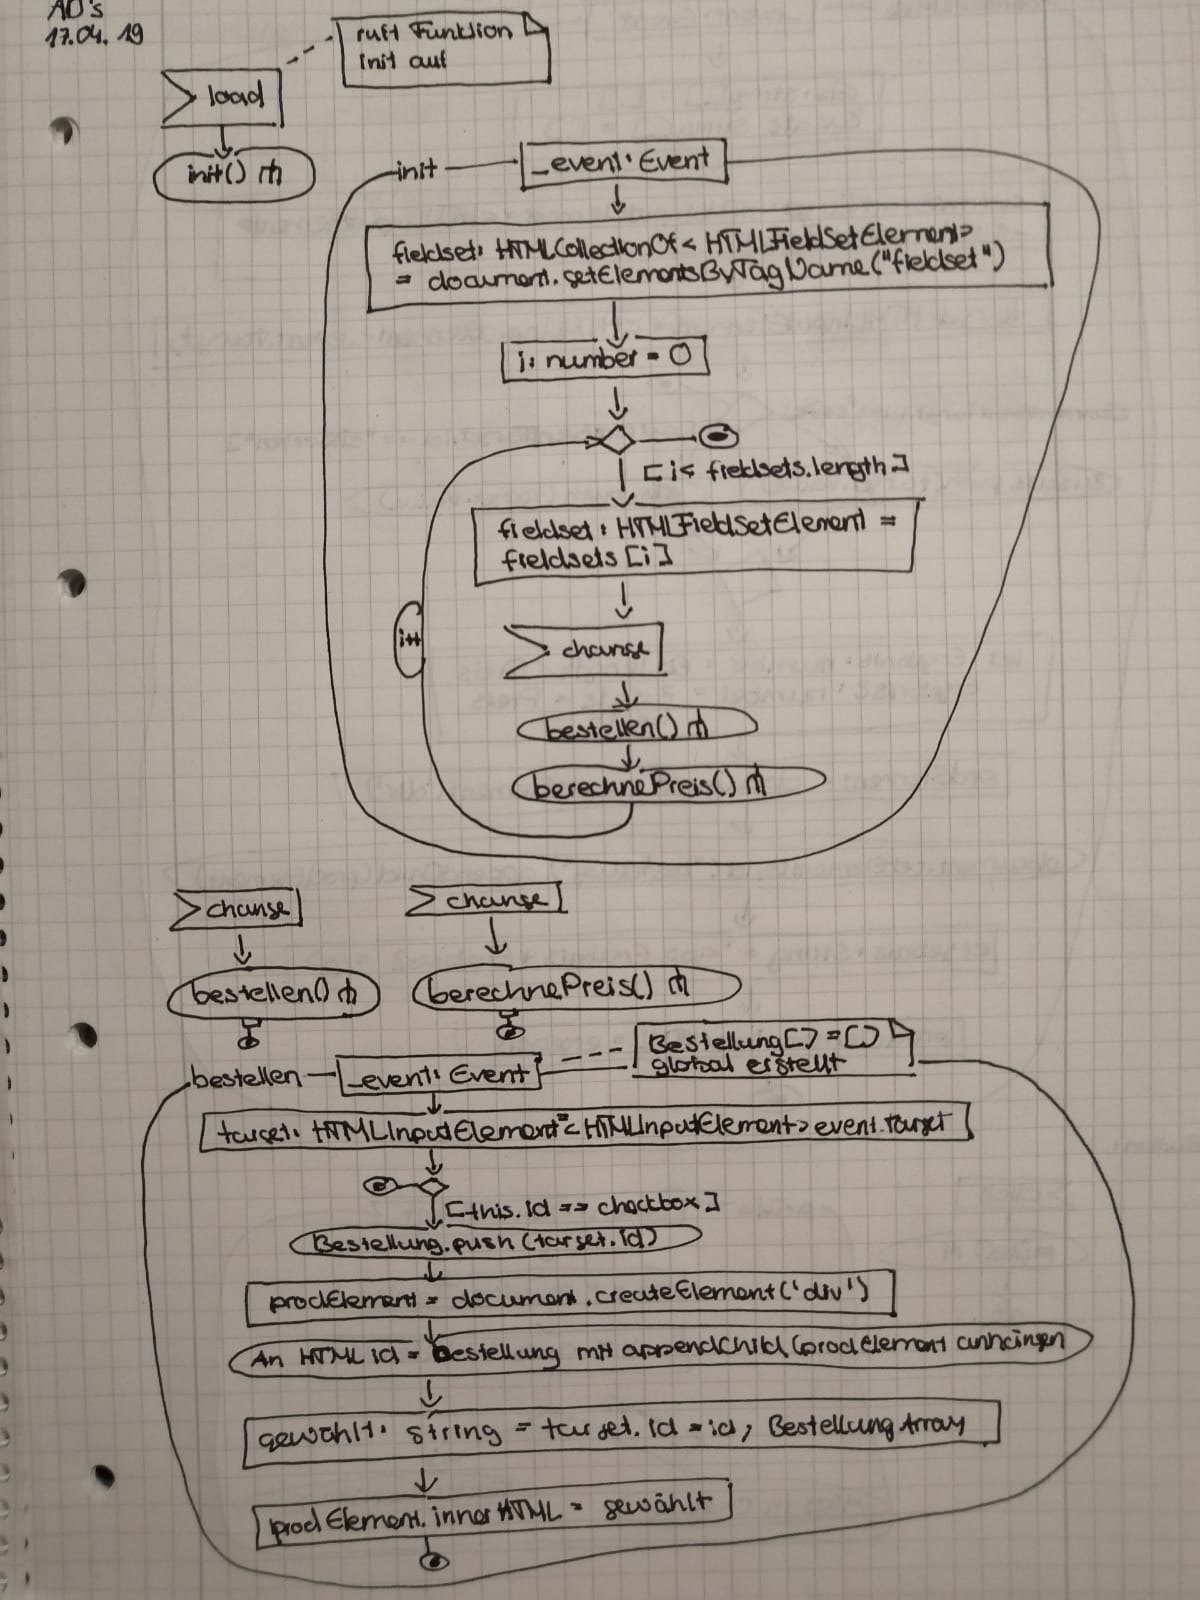 AD's
17.04.19
ruft Funktion
init auf
load
init() ⋔
init
_event: Event
fieldset: HTMLCollectionOf< HTMLFieldSetElement>
= document.getElementsByTagName("fieldset")
i: number = 0
[i< fieldsets.length]
fieldset: HTMLFieldSetElement =
fieldsets [i]
i++
change
bestellen() ⋔
berechnePreis() ⋔
change
change
bestellen() ⋔
berechnePreis() ⋔
Bestellung[] = []
global erstellt
bestellen
_event: Event
target: HTMLInputElement = <HTMLInputElement> event.target
[this.id == checkbox]
Bestellung.push (target.id)
prodElement = document.createElement('div')
An HTML id = bestellung mit appendChild (prodElement anhängen
gewählt: string = target.id = id, Bestellung Array
prodElement.innerHTML = gewählt